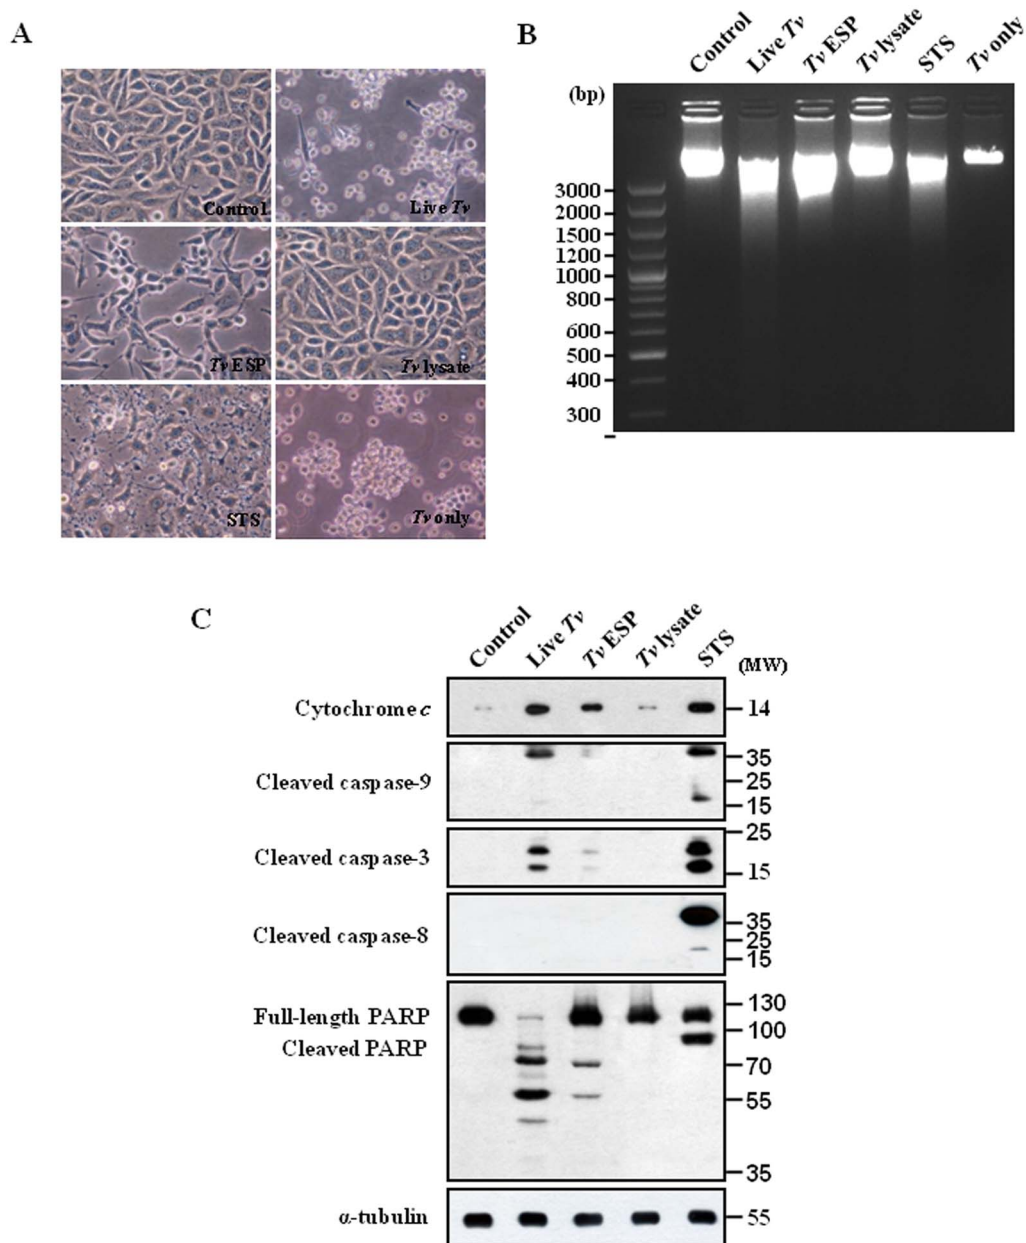 A
Control
Live Tv
Tv ESP
Tv lysate
STS
Tv only
B
Control
Live Tv
Tv ESP
Tv lysate
STS
Tv only
(bp)
3000
2000
1500
1200
1000
800
600
500
400
300
C
Control
Live Tv
Tv ESP
Tv lysate
STS
(MW)
Cytochrome c
14
Cleaved caspase-9
35
25
15
Cleaved caspase-3
25
15
Cleaved caspase-8
35
25
15
Full-length PARP
Cleaved PARP
130
100
70
55
35
α-tubulin
55